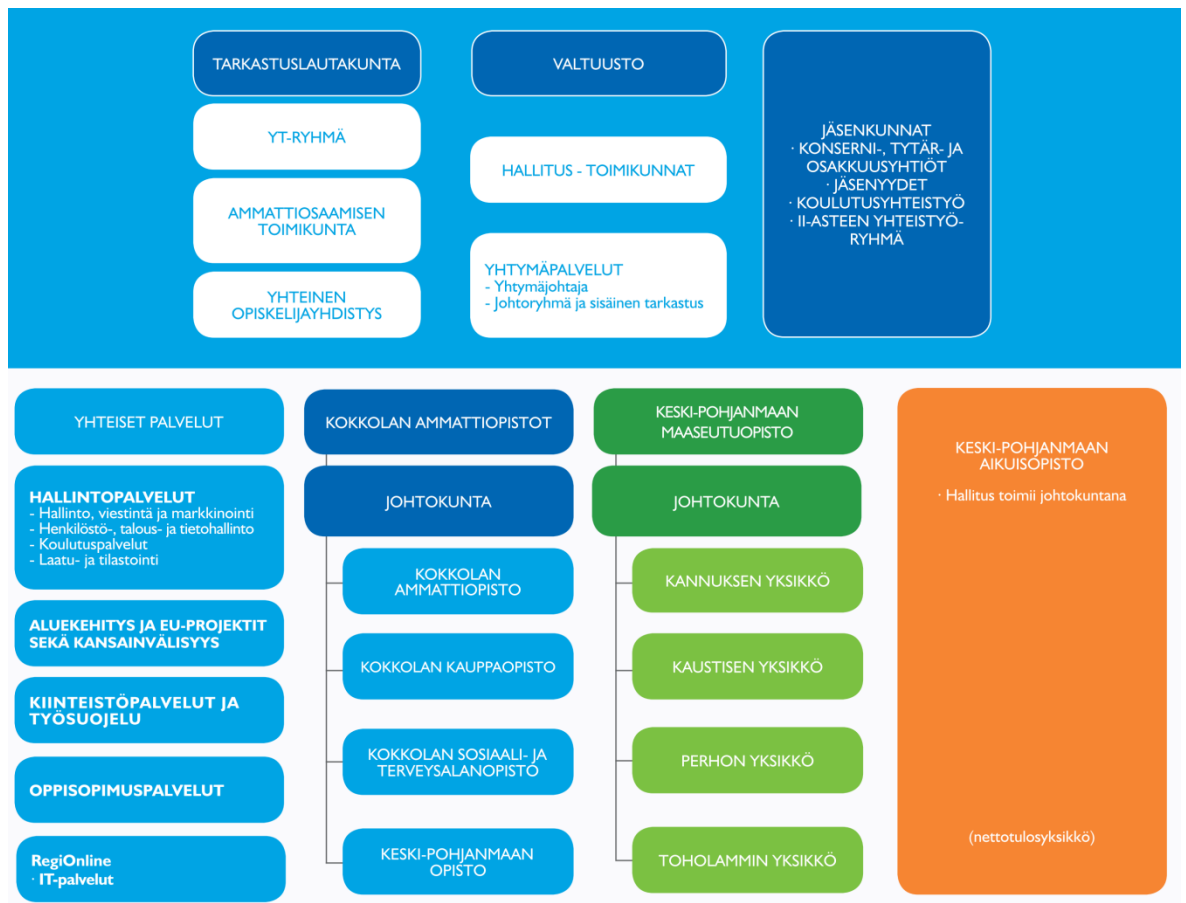 TARKASTUSLAUTAKUNTA
YT-RYHMÄ
AMMATTIOSAAMISEN
TOIMIKUNTA
YHTEINEN
OPISKELIJAYHDISTYS
VALTUUSTO
HALLITUS - TOIMIKUNNAT
YHTYMÄPALVELUT
- Yhtymäjohtaja
- Johtoryhmä ja sisäinen tarkastus
JÄSENKUNNAT
· KONSERNI-, TYTÄR- JA
OSAKKUUSYHTIÖT
· JÄSENYYDET
· KOULUTUSYHTEISTYÖ
· II-ASTEEN YHTEISTYÖ-
RYHMÄ
YHTEISET PALVELUT
HALLINTOPALVELUT
- Hallinto, viestintä ja markkinointi
- Henkilöstö-, talous- ja tietohallinto
- Koulutuspalvelut
- Laatu- ja tilastointi
ALUEKEHITYS JA EU-PROJEKTIT
SEKÄ KANSAINVÄLISYYS
KIINTEISTÖPALVELUT JA
TYÖSUOJELU
OPPISOPIMUSPALVELUT
RegiOnline
· IT-palvelut
KOKKOLAN AMMATTIOPISTOT
JOHTOKUNTA
KOKKOLAN
AMMATTIOPISTO
KOKKOLAN KAUPPAOPISTO
KOKKOLAN SOSIAALI- JA
TERVEYSALANOPISTO
KESKI-POHJANMAAN
OPISTO
KESKI-POHJANMAAN
MAASEUTUOPISTO
JOHTOKUNTA
KANNUKSEN YKSIKKÖ
KAUSTISEN YKSIKKÖ
PERHON YKSIKKÖ
TOHOLAMMIN YKSIKKÖ
KESKI-POHJANMAAN
AIKUISOPISTO
· Hallitus toimii johtokuntana
(nettotulosyksikkö)